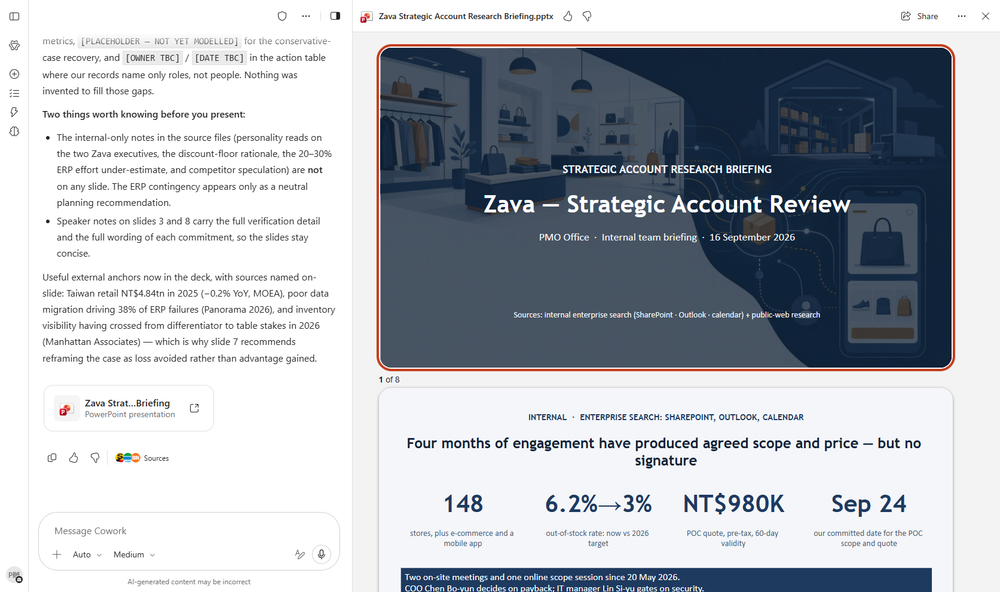 metrics, [PLACEHOLDER — NOT YET MODELLED] for the conservative-
case recovery, and [OWNER TBC] / [DATE TBC] in the action table
where our records name only roles, not people. Nothing was
invented to fill those gaps.
Two things worth knowing before you present:
The internal-only notes in the source files (personality reads on
the two Zava executives, the discount-floor rationale, the 20–30%
ERP effort under-estimate, and competitor speculation) are not
on any slide. The ERP contingency appears only as a neutral
planning recommendation.
Speaker notes on slides 3 and 8 carry the full verification detail
and the full wording of each commitment, so the slides stay
concise.
Useful external anchors now in the deck, with sources named on-
slide: Taiwan retail NT$4.84tn in 2025 (−0.2% YoY, MOEA), poor data
migration driving 38% of ERP failures (Panorama 2026), and inventory
visibility having crossed from differentiator to table stakes in 2026
(Manhattan Associates) — which is why slide 7 recommends
reframing the case as loss avoided rather than advantage gained.
Zava Strat...Briefing
PowerPoint presentation
Sources
Message Cowork
Auto
Medium
AI-generated content may be incorrect
Zava Strategic Account Research Briefing.pptx
Share
STRATEGIC ACCOUNT RESEARCH BRIEFING
Zava — Strategic Account Review
PMO Office · Internal team briefing · 16 September 2026
Sources: internal enterprise search (SharePoint · Outlook · calendar) + public-web research
1 of 8
INTERNAL · ENTERPRISE SEARCH: SHAREPOINT, OUTLOOK, CALENDAR
Four months of engagement have produced agreed scope and price — but no
signature
148
stores, plus e-commerce and a
mobile app
6.2%→3%
out-of-stock rate: now vs 2026
target
NT$980K
POC quote, pre-tax, 60-day
validity
Sep 24
our committed date for the POC
scope and quote
Two on-site meetings and one online scope session since 20 May 2026.
COO Chen Bo-yun decides on payback; IT manager Lin Si-yu gates on security.